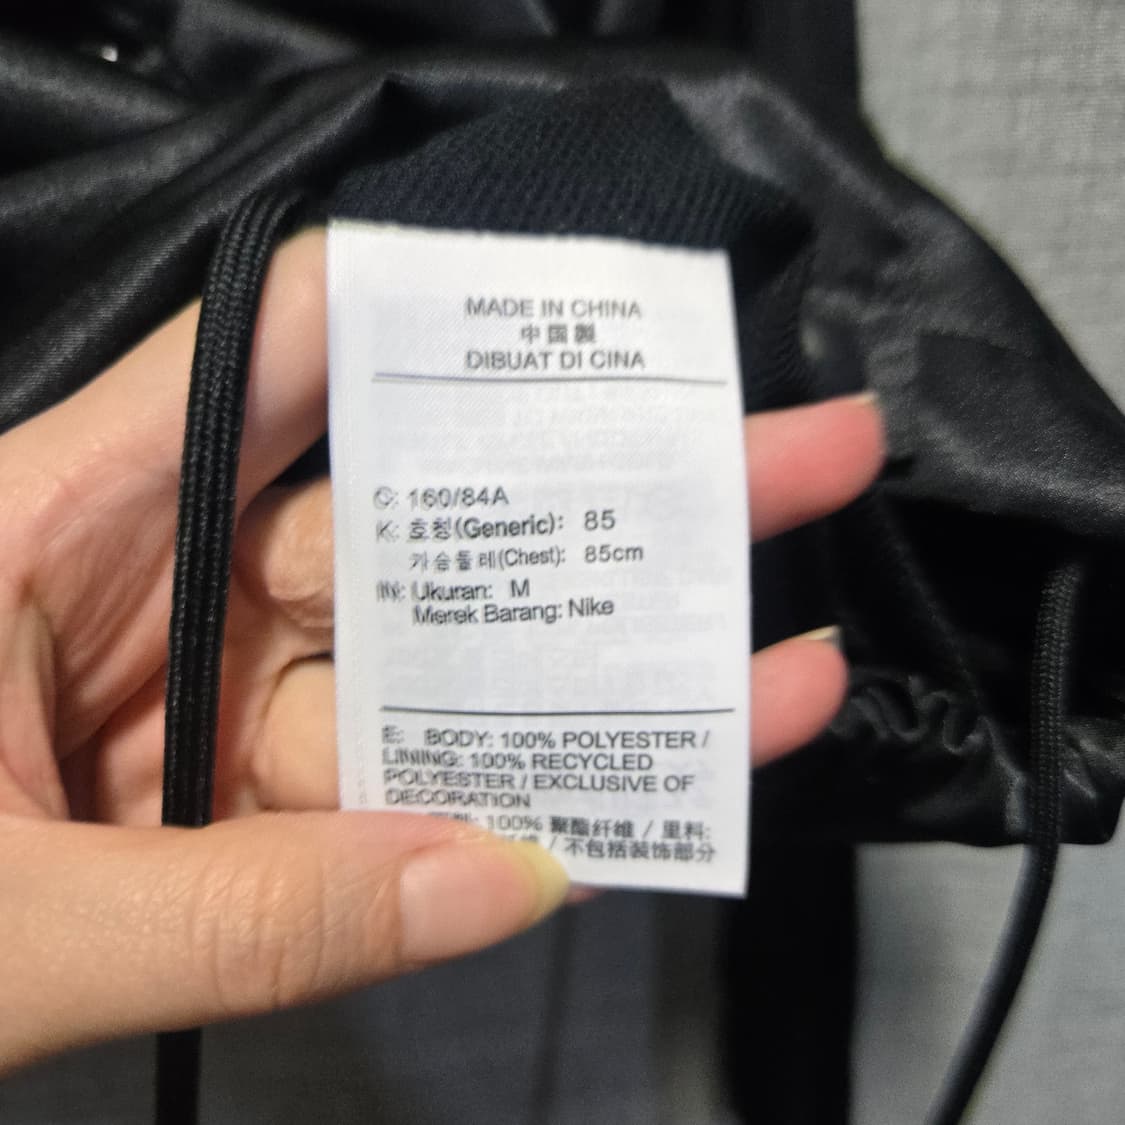 MADE IN CHINA
中国製
DIBUAT DI CINA
C: 160/84A
K: 호칭(Generic): 85
가슴둘레(Chest): 85cm
IN: Ukuran: M
Merek Barang: Nike
E: BODY: 100% POLYESTER /
LINING: 100% RECYCLED
POLYESTER / EXCLUSIVE OF
DECORATION
100% 聚酯纤维 / 里料:
/ 不包括装饰部分